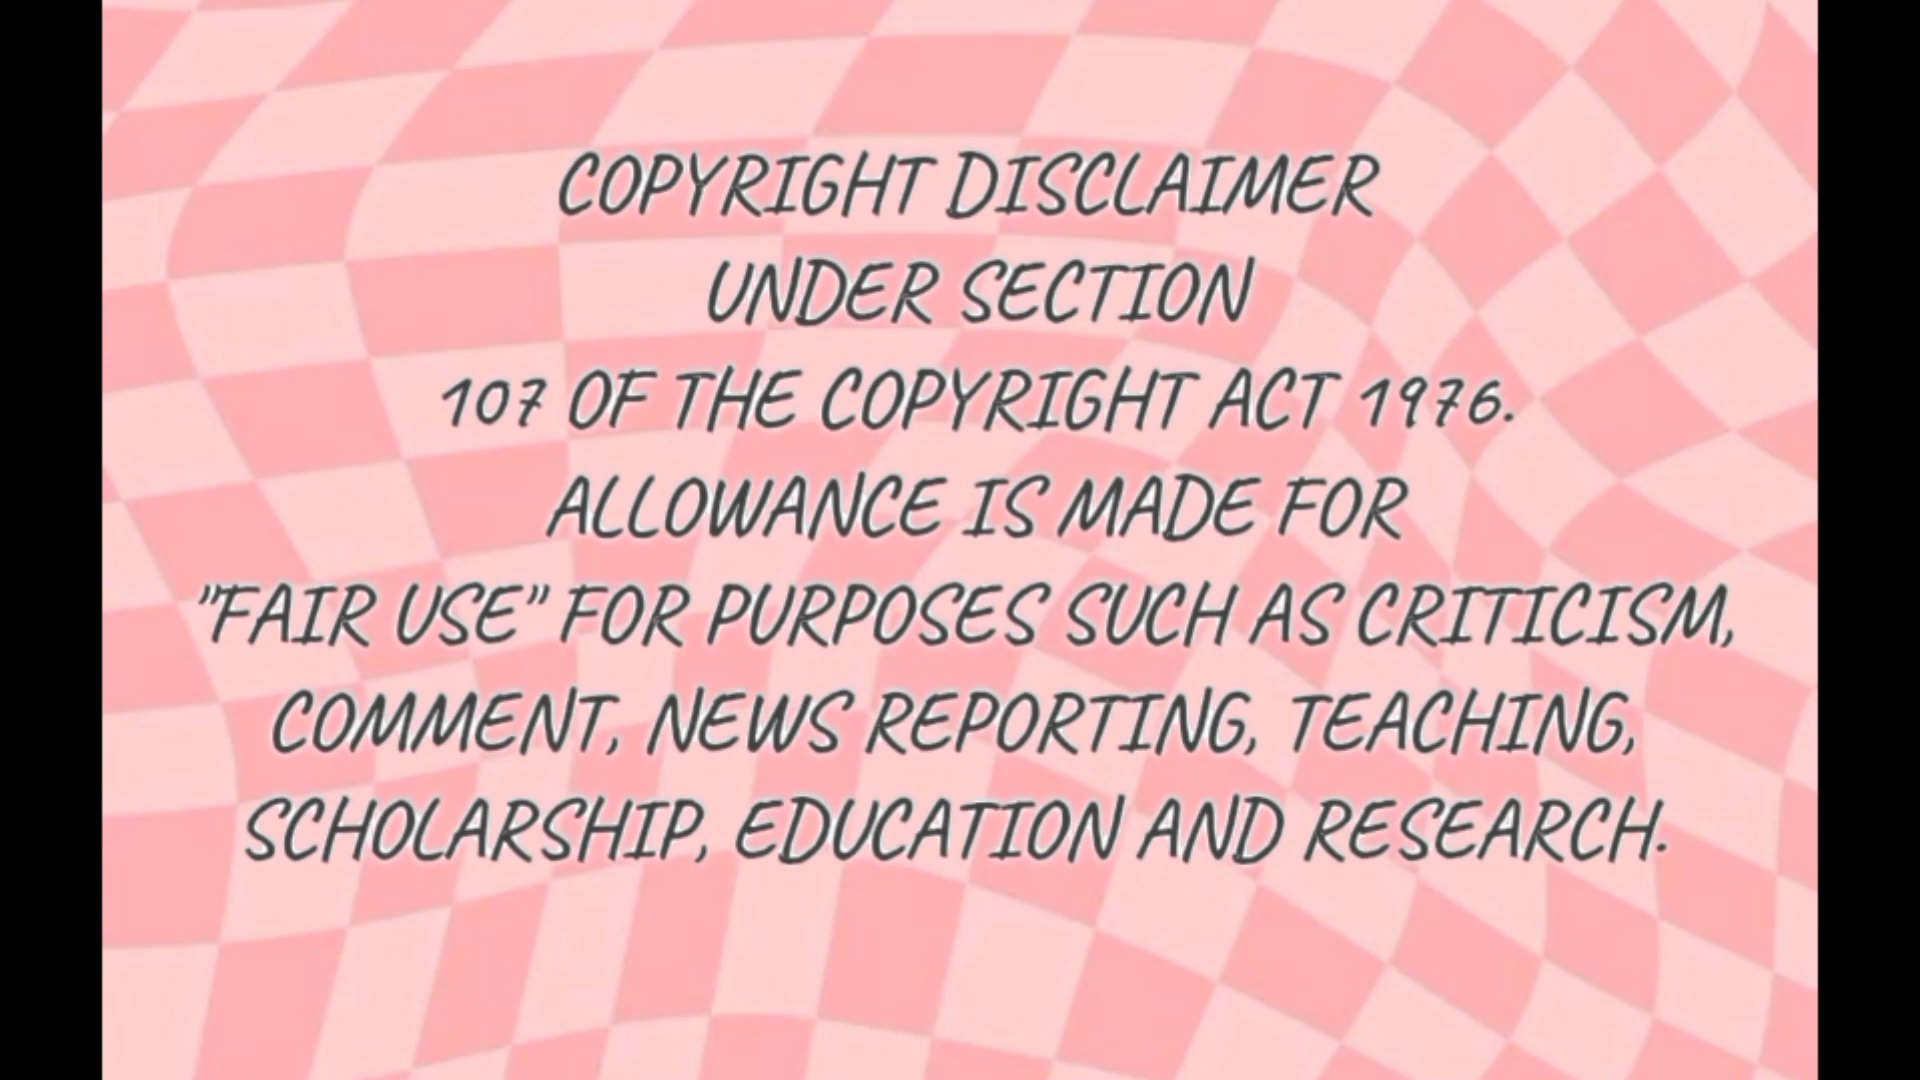 COPYRIGHT DISCLAIMER
UNDER SECTION
107 OF THE COPYRIGHT ACT 1976.
ALLOWANCE IS MADE FOR
"FAIR USE" FOR PURPOSES SUCH AS CRITICISM,
COMMENT, NEWS REPORTING, TEACHING,
SCHOLARSHIP, EDUCATION AND RESEARCH.